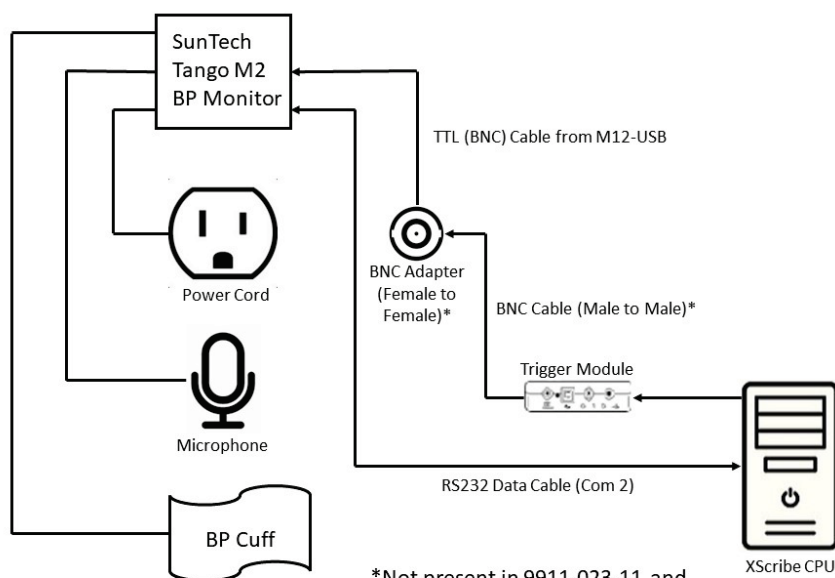 SunTech
Tango M2
BP Monitor
TTL (BNC) Cable from M12-USB
BNC Adapter
(Female to
Female)*
Power Cord
BNC Cable (Male to Male)*
Trigger Module
Microphone
RS232 Data Cable (Com 2)
BP Cuff
XScribe CPU
*Not present in 9911-023-11 and